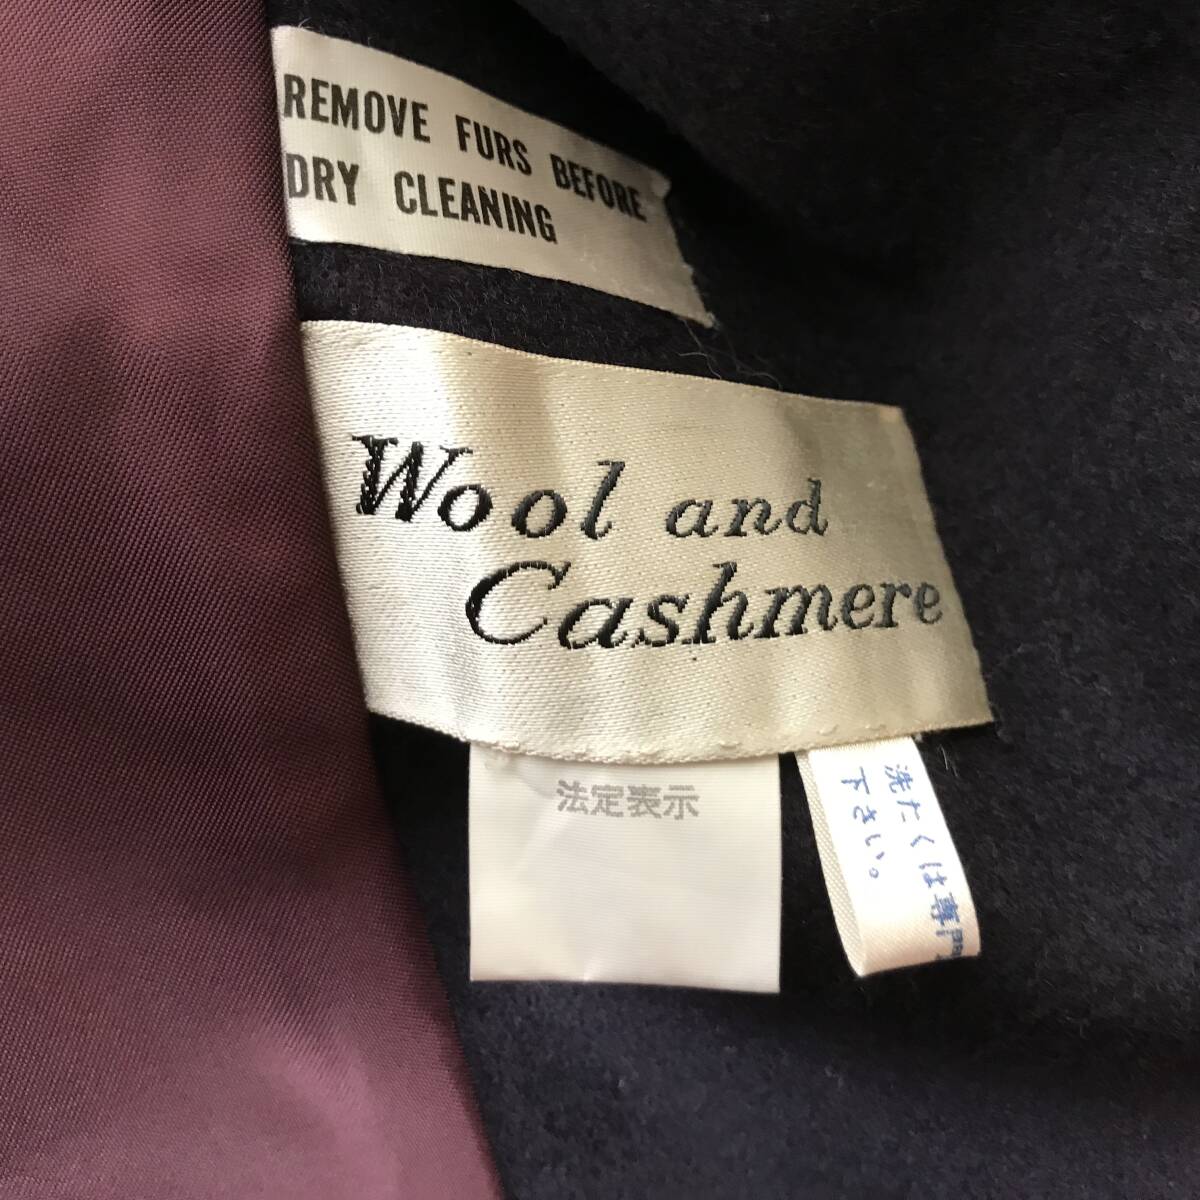 REMOVE FURS BEFORE
DRY CLEANING
Wool and
Cashmere
法定表示
洗たくは専門
下さい。